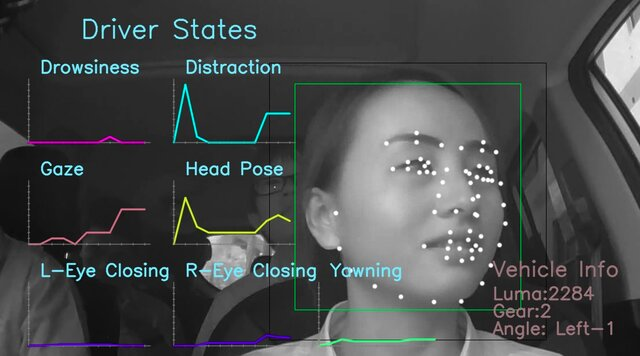 Driver States
Drowsiness
Distraction
Gaze
Head Pose
L-Eye Closing
R-Eye Closing
Yawning
Vehicle Info
Luma:2284
Gear:2
Angle: Left-1